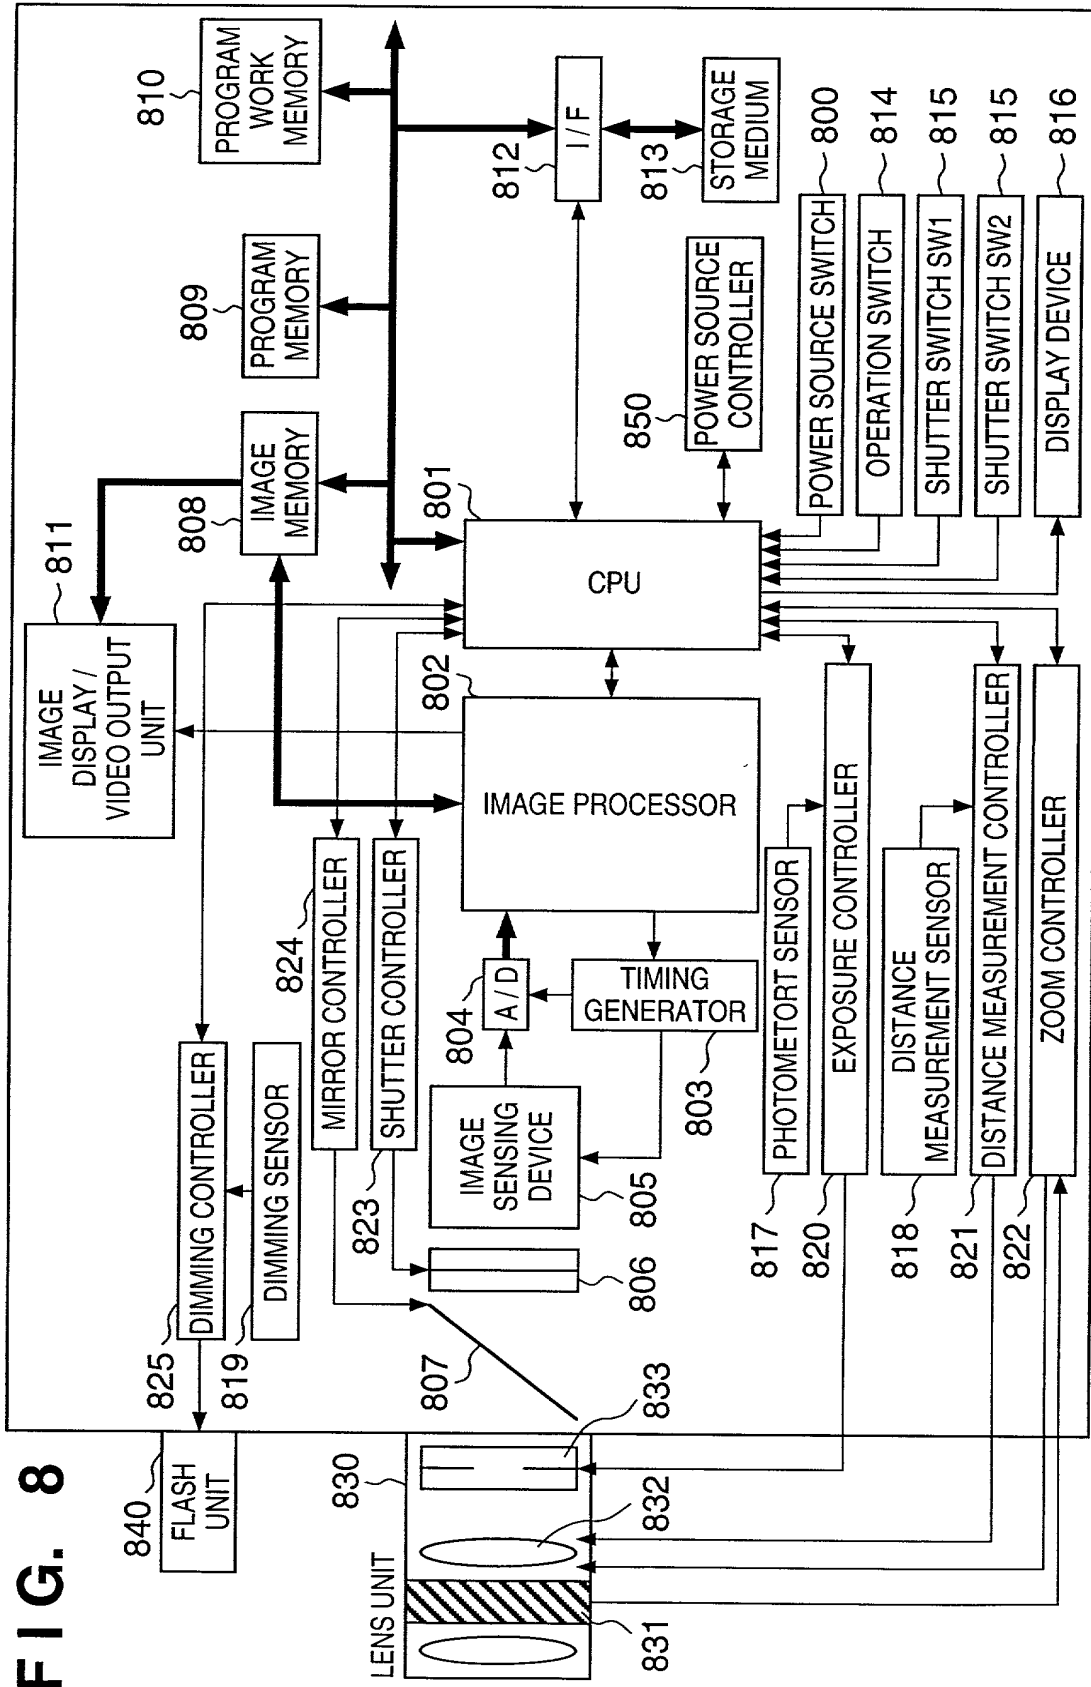 FIG. 8
840
FLASH
UNIT
825
DIMMING CONTROLLER
819
DIMMING SENSOR
811
IMAGE
DISPLAY /
VIDEO OUTPUT
UNIT
808
IMAGE
MEMORY
809
PROGRAM
MEMORY
810
PROGRAM
WORK
MEMORY
824
MIRROR CONTROLLER
823
SHUTTER CONTROLLER
LENS UNIT
830
831
832
833
807
806
805
IMAGE
SENSING
DEVICE
804
A / D
803
TIMING
GENERATOR
802
IMAGE PROCESSOR
801
CPU
812
I / F
813
STORAGE
MEDIUM
850
POWER SOURCE
CONTROLLER
817
PHOTOMETORT SENSOR
820
EXPOSURE CONTROLLER
818
DISTANCE
MEASUREMENT SENSOR
821
DISTANCE MEASUREMENT CONTROLLER
822
ZOOM CONTROLLER
POWER SOURCE SWITCH
800
OPERATION SWITCH
814
SHUTTER SWITCH SW1
815
SHUTTER SWITCH SW2
815
DISPLAY DEVICE
816